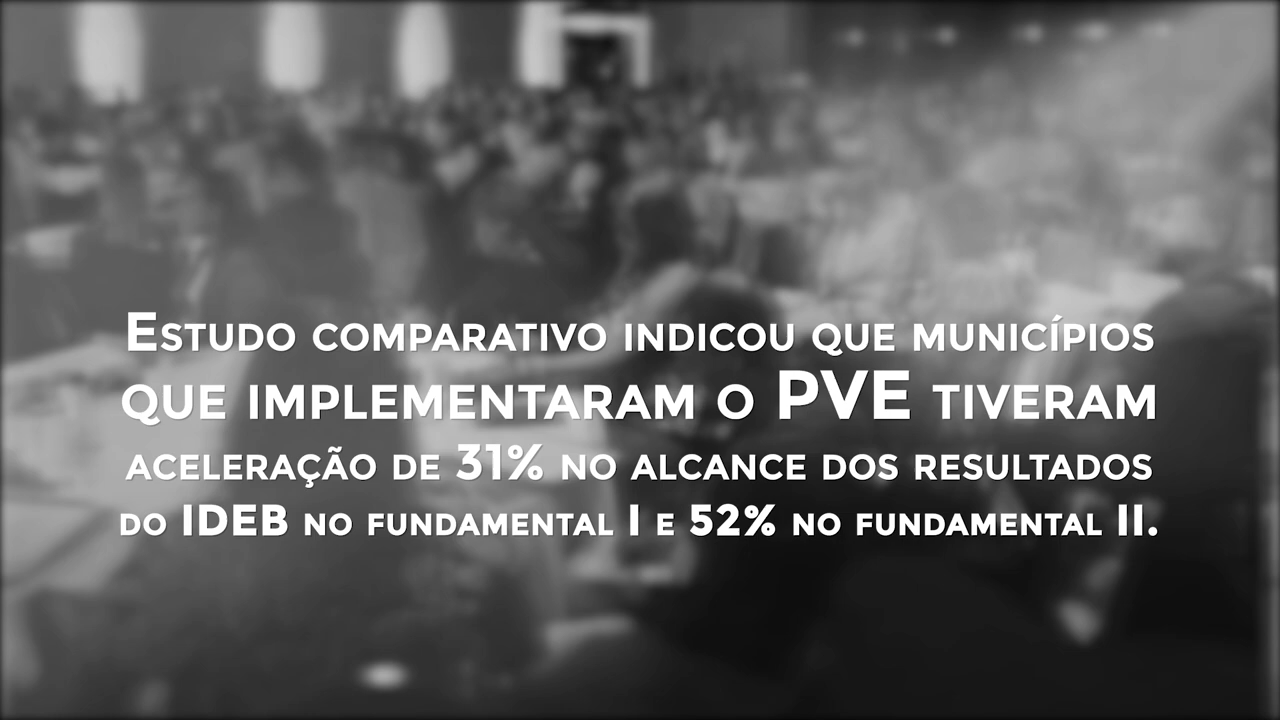 Estudo comparativo indicou que municípios
que implementaram o PVE tiveram
aceleração de 31% no alcance dos resultados
do IDEB no fundamental I e 52% no fundamental II.